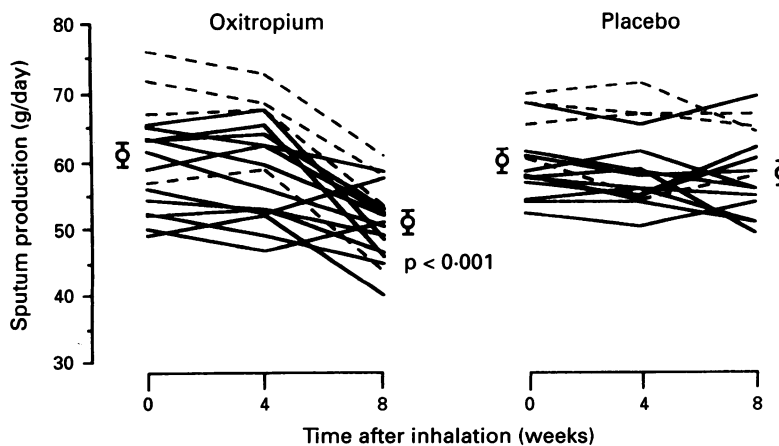 Oxitropium
Placebo
Sputum production (g/day)
80
70
60
50
40
30
p < 0·001
0 4 8
0 4 8
Time after inhalation (weeks)